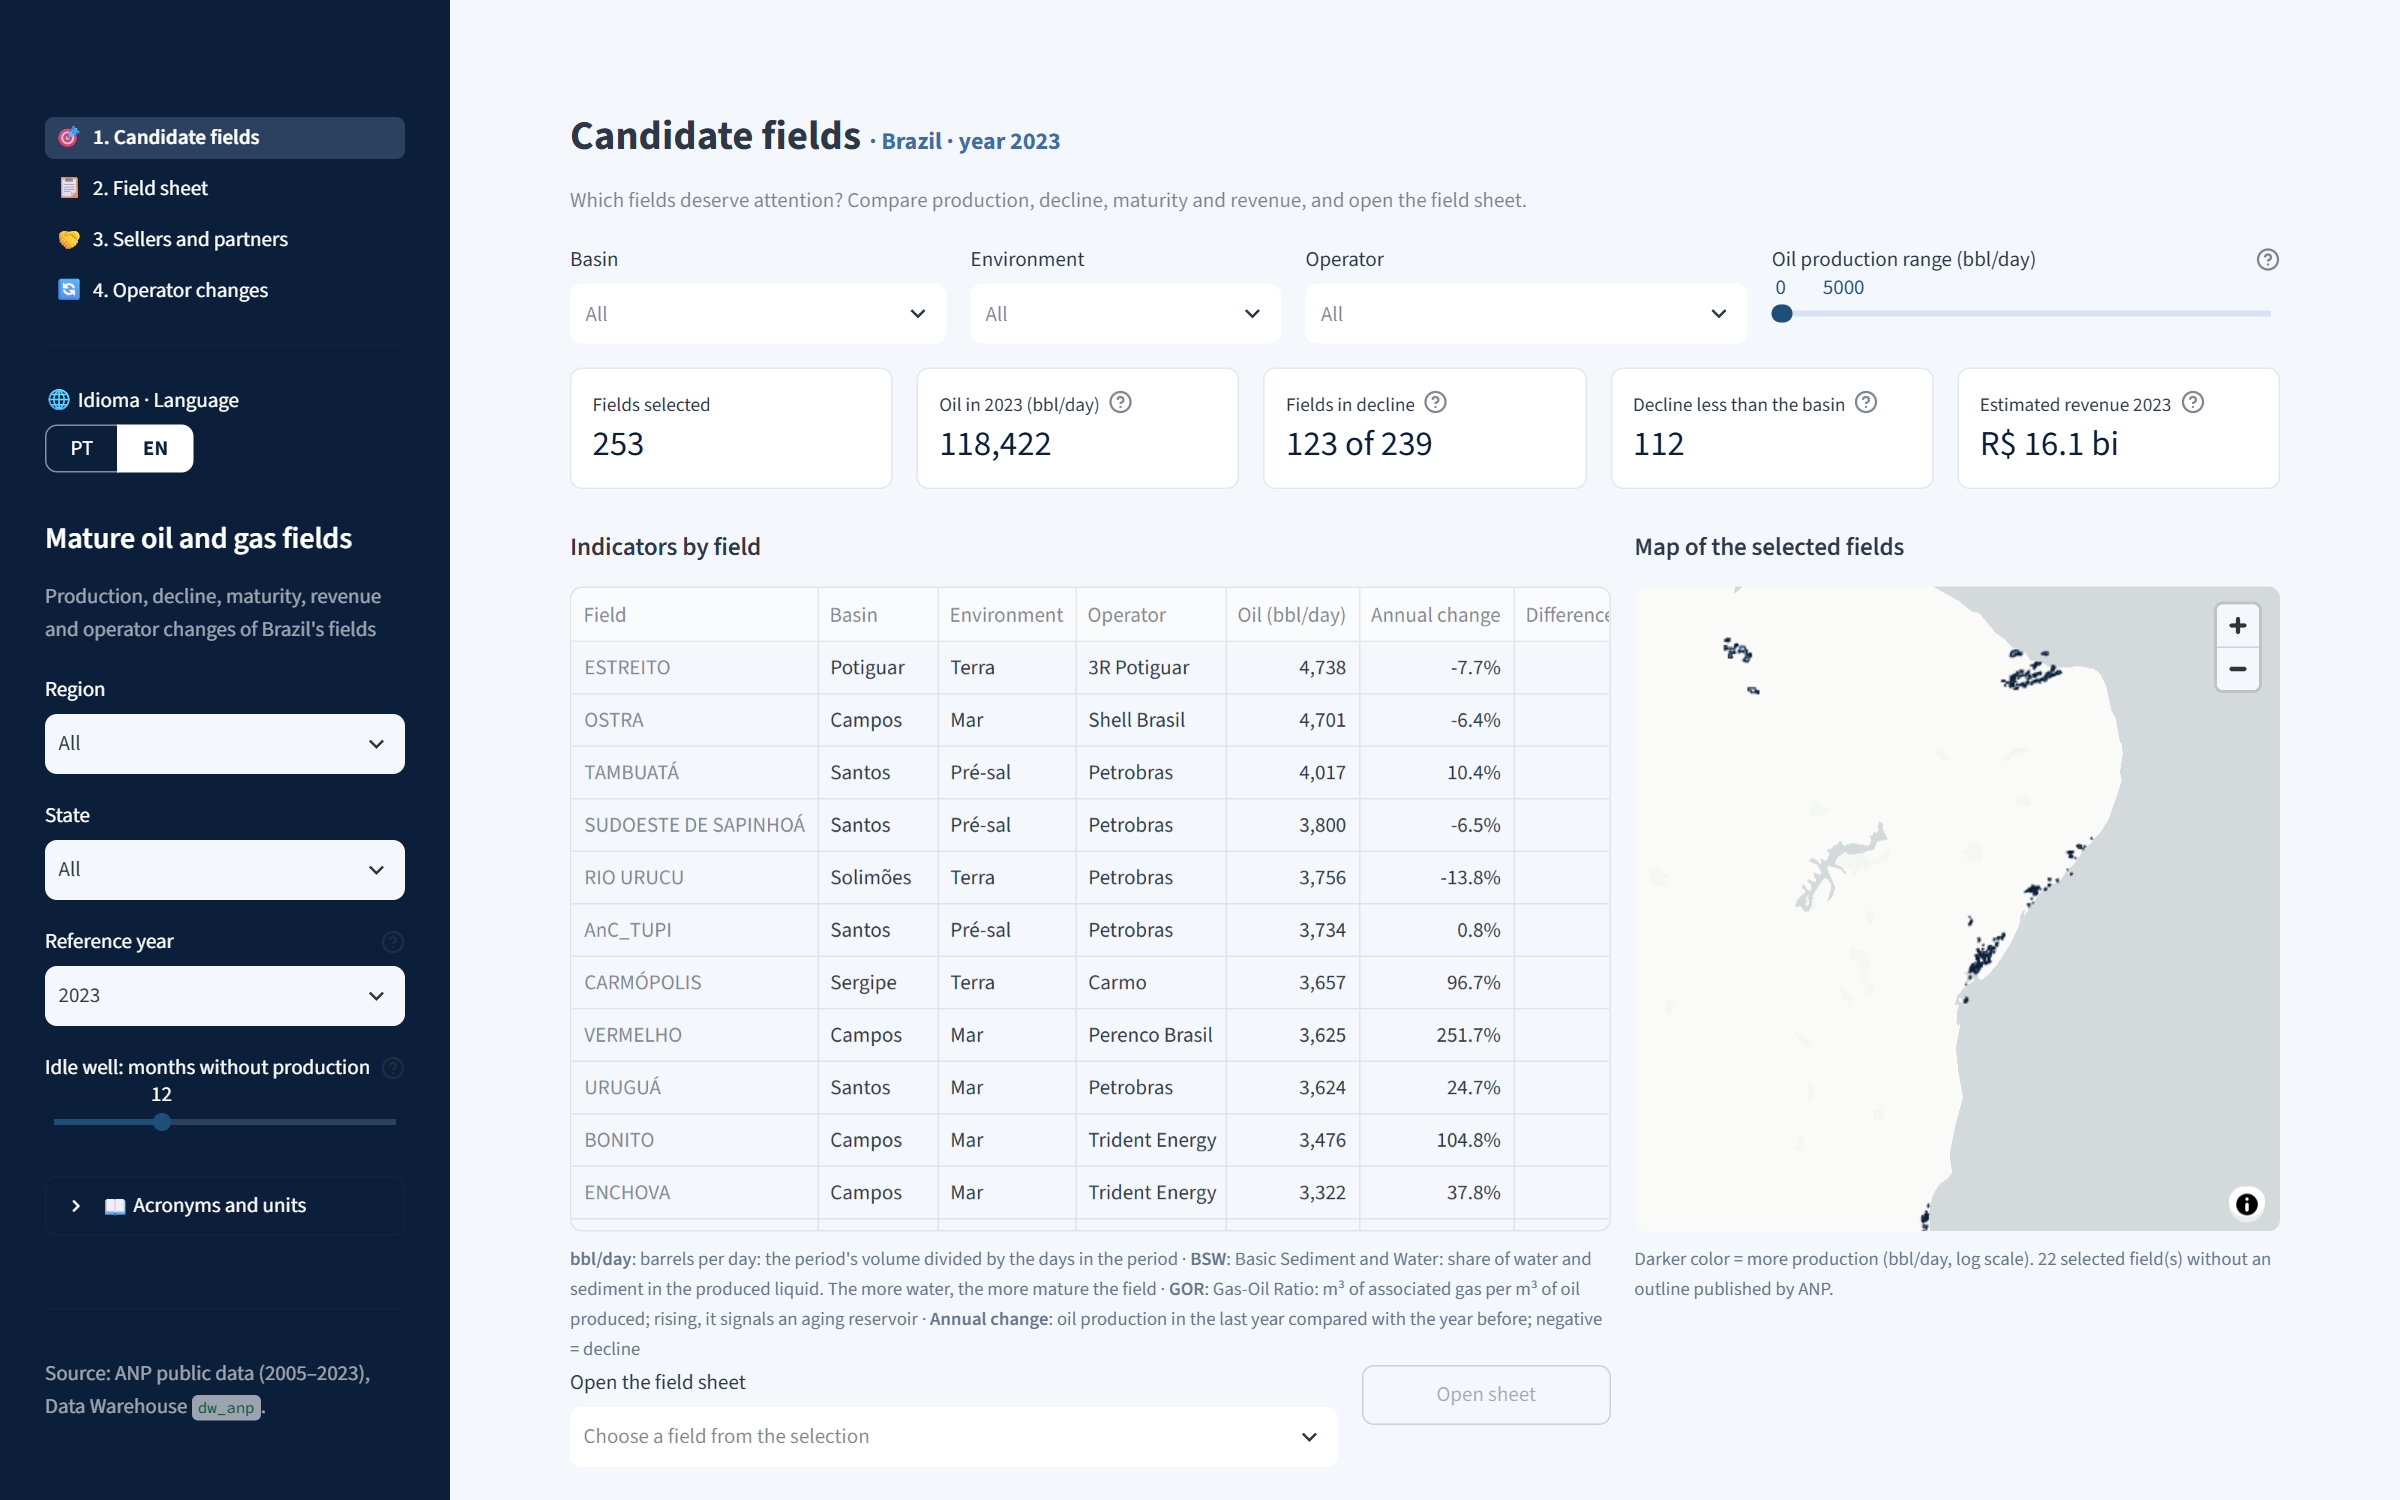 1. Candidate fields
2. Field sheet
3. Sellers and partners
4. Operator changes
Idioma · Language
PT EN
Mature oil and gas fields
Production, decline, maturity, revenue
and operator changes of Brazil's fields
Region
All
State
All
Reference year
2023
Idle well: months without production
12
Acronyms and units
Source: ANP public data (2005–2023),
Data Warehouse dw_anp.
Candidate fields · Brazil · year 2023
Which fields deserve attention? Compare production, decline, maturity and revenue, and open the field sheet.
Basin Environment Operator Oil production range (bbl/day)
All All All 0 5000
Fields selected
253
Oil in 2023 (bbl/day)
118,422
Fields in decline
123 of 239
Decline less than the basin
112
Estimated revenue 2023
R$ 16.1 bi
Indicators by field
Field Basin Environment Operator Oil (bbl/day) Annual change Difference
ESTREITO Potiguar Terra 3R Potiguar 4,738 -7.7%
OSTRA Campos Mar Shell Brasil 4,701 -6.4%
TAMBUATÁ Santos Pré-sal Petrobras 4,017 10.4%
SUDOESTE DE SAPINHOÁ Santos Pré-sal Petrobras 3,800 -6.5%
RIO URUCU Solimões Terra Petrobras 3,756 -13.8%
AnC_TUPI Santos Pré-sal Petrobras 3,734 0.8%
CARMÓPOLIS Sergipe Terra Carmo 3,657 96.7%
VERMELHO Campos Mar Perenco Brasil 3,625 251.7%
URUGUÁ Santos Mar Petrobras 3,624 24.7%
BONITO Campos Mar Trident Energy 3,476 104.8%
ENCHOVA Campos Mar Trident Energy 3,322 37.8%
bbl/day: barrels per day: the period's volume divided by the days in the period · BSW: Basic Sediment and Water: share of water and
sediment in the produced liquid. The more water, the more mature the field · GOR: Gas-Oil Ratio: m³ of associated gas per m³ of oil
produced; rising, it signals an aging reservoir · Annual change: oil production in the last year compared with the year before; negative
= decline
Open the field sheet
Choose a field from the selection
Open sheet
Map of the selected fields
+
−
Darker color = more production (bbl/day, log scale). 22 selected field(s) without an
outline published by ANP.